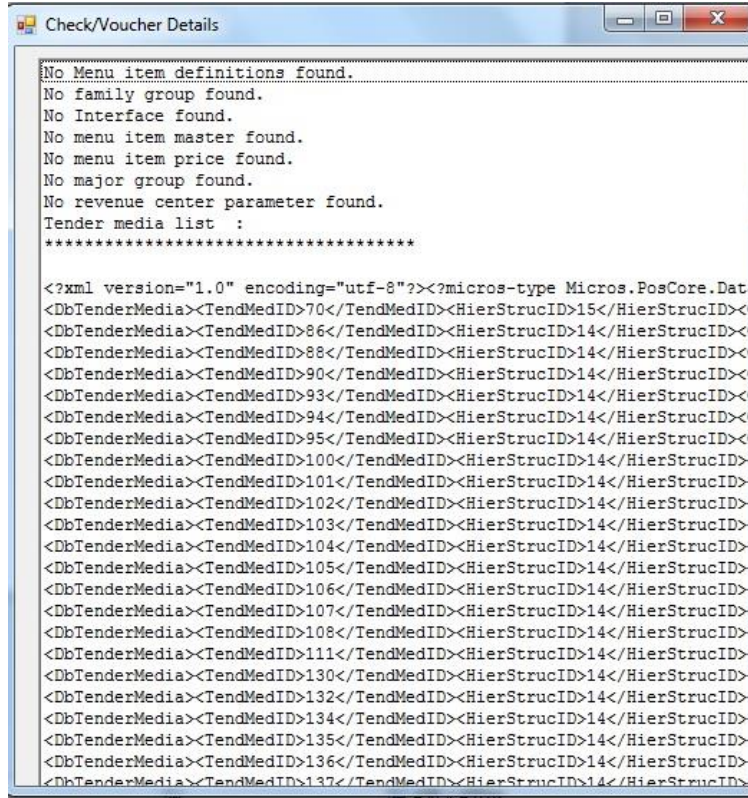 Check/Voucher Details
No Menu item definitions found.
No family group found.
No Interface found.
No menu item master found.
No menu item price found.
No major group found.
No revenue center parameter found.
Tender media list  :
*************************************
<?xml version="1.0" encoding="utf-8"?><?micros-type Micros.PosCore.Dat
<DbTenderMedia><TendMedID>70</TendMedID><HierStrucID>15</HierStrucID><
<DbTenderMedia><TendMedID>86</TendMedID><HierStrucID>14</HierStrucID><
<DbTenderMedia><TendMedID>88</TendMedID><HierStrucID>14</HierStrucID><
<DbTenderMedia><TendMedID>90</TendMedID><HierStrucID>14</HierStrucID><
<DbTenderMedia><TendMedID>93</TendMedID><HierStrucID>14</HierStrucID><
<DbTenderMedia><TendMedID>94</TendMedID><HierStrucID>14</HierStrucID><
<DbTenderMedia><TendMedID>95</TendMedID><HierStrucID>14</HierStrucID><
<DbTenderMedia><TendMedID>100</TendMedID><HierStrucID>14</HierStrucID>
<DbTenderMedia><TendMedID>101</TendMedID><HierStrucID>14</HierStrucID>
<DbTenderMedia><TendMedID>102</TendMedID><HierStrucID>14</HierStrucID>
<DbTenderMedia><TendMedID>103</TendMedID><HierStrucID>14</HierStrucID>
<DbTenderMedia><TendMedID>104</TendMedID><HierStrucID>14</HierStrucID>
<DbTenderMedia><TendMedID>105</TendMedID><HierStrucID>14</HierStrucID>
<DbTenderMedia><TendMedID>106</TendMedID><HierStrucID>14</HierStrucID>
<DbTenderMedia><TendMedID>107</TendMedID><HierStrucID>14</HierStrucID>
<DbTenderMedia><TendMedID>108</TendMedID><HierStrucID>14</HierStrucID>
<DbTenderMedia><TendMedID>111</TendMedID><HierStrucID>14</HierStrucID>
<DbTenderMedia><TendMedID>130</TendMedID><HierStrucID>14</HierStrucID>
<DbTenderMedia><TendMedID>132</TendMedID><HierStrucID>14</HierStrucID>
<DbTenderMedia><TendMedID>134</TendMedID><HierStrucID>14</HierStrucID>
<DbTenderMedia><TendMedID>135</TendMedID><HierStrucID>14</HierStrucID>
<DbTenderMedia><TendMedID>136</TendMedID><HierStrucID>14</HierStrucID>
<DbTenderMedia><TendMedID>137</TendMedID><HierStrucID>14</HierStrucID>